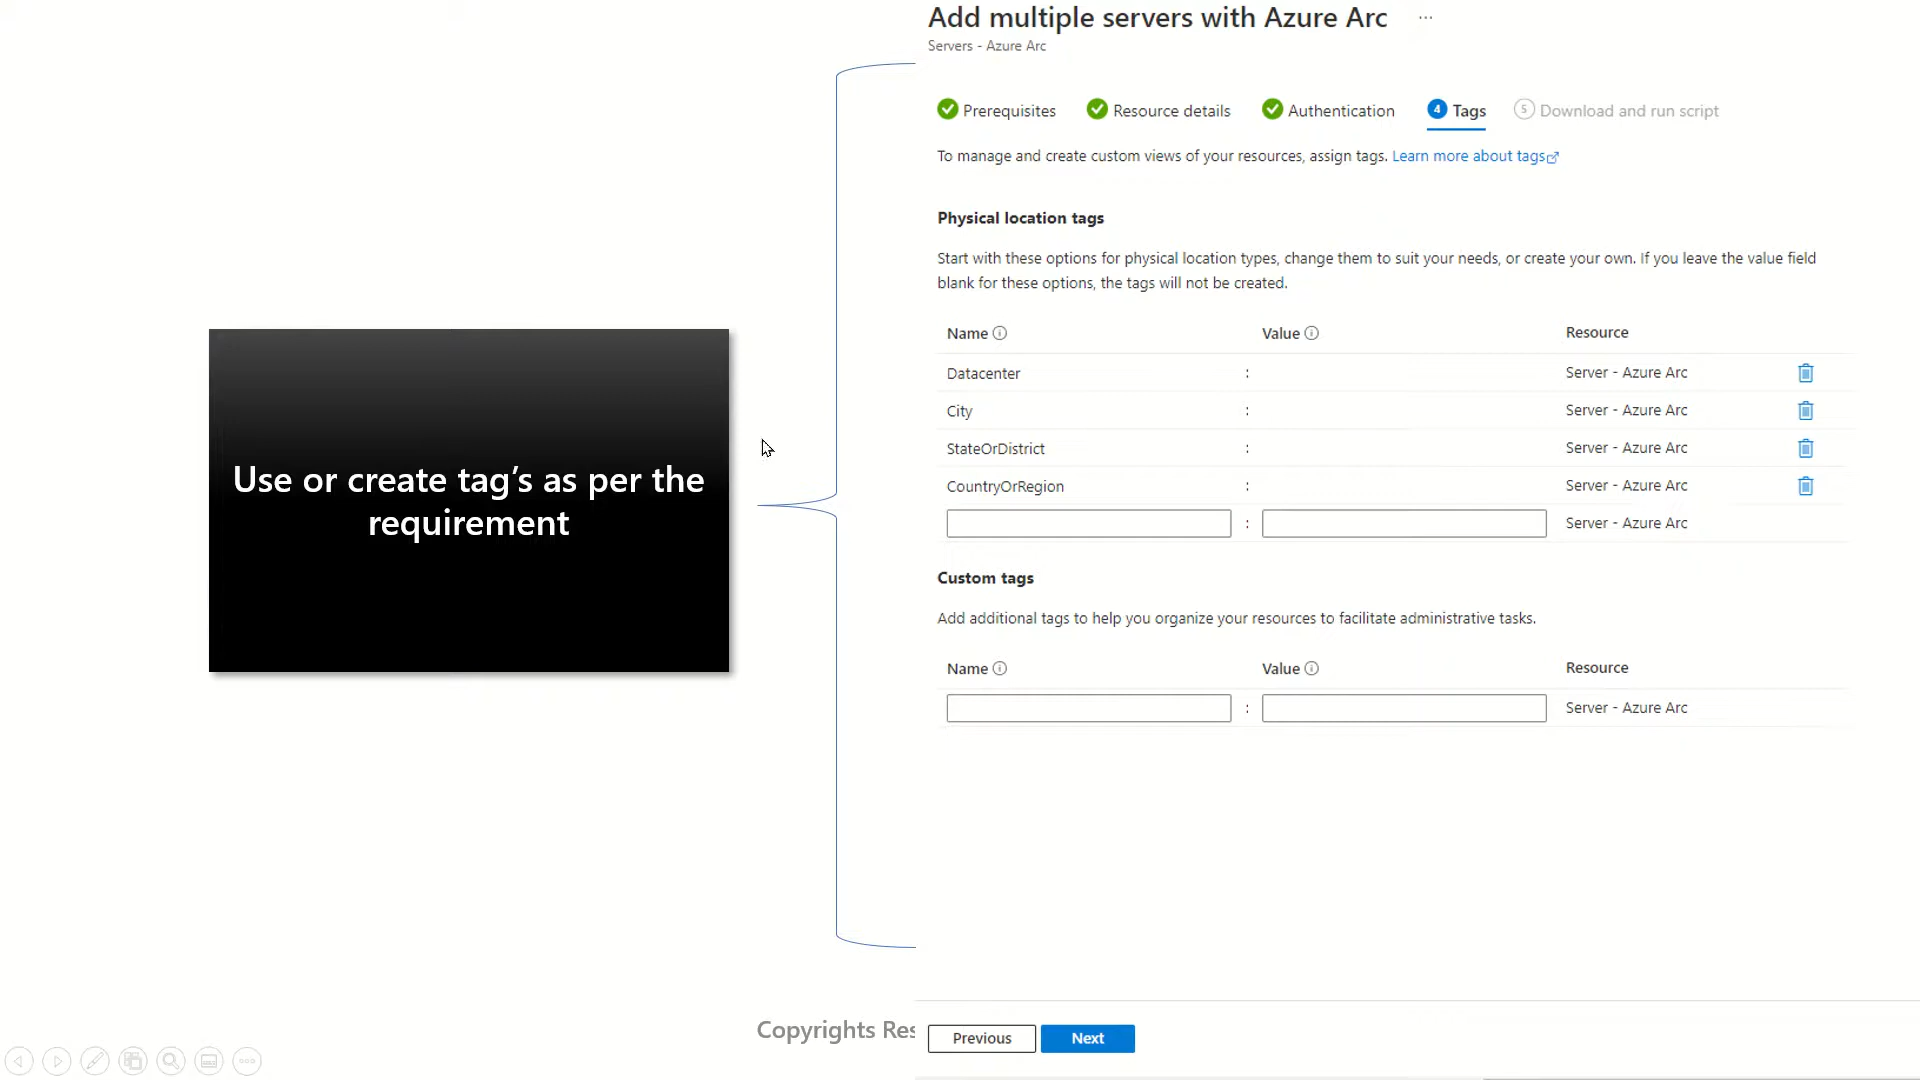 Add multiple servers with Azure Arc ...
Servers - Azure Arc
Prerequisites Resource details Authentication 4 Tags 5 Download and run script
To manage and create custom views of your resources, assign tags. Learn more about tags
Physical location tags
Start with these options for physical location types, change them to suit your needs, or create your own. If you leave the value field
blank for these options, the tags will not be created.
Name Value Resource
Datacenter : Server - Azure Arc
City : Server - Azure Arc
StateOrDistrict : Server - Azure Arc
CountryOrRegion : Server - Azure Arc
: Server - Azure Arc
Use or create tag’s as per the
requirement
Custom tags
Add additional tags to help you organize your resources to facilitate administrative tasks.
Name Value Resource
: Server - Azure Arc
Copyrights Res
Previous Next